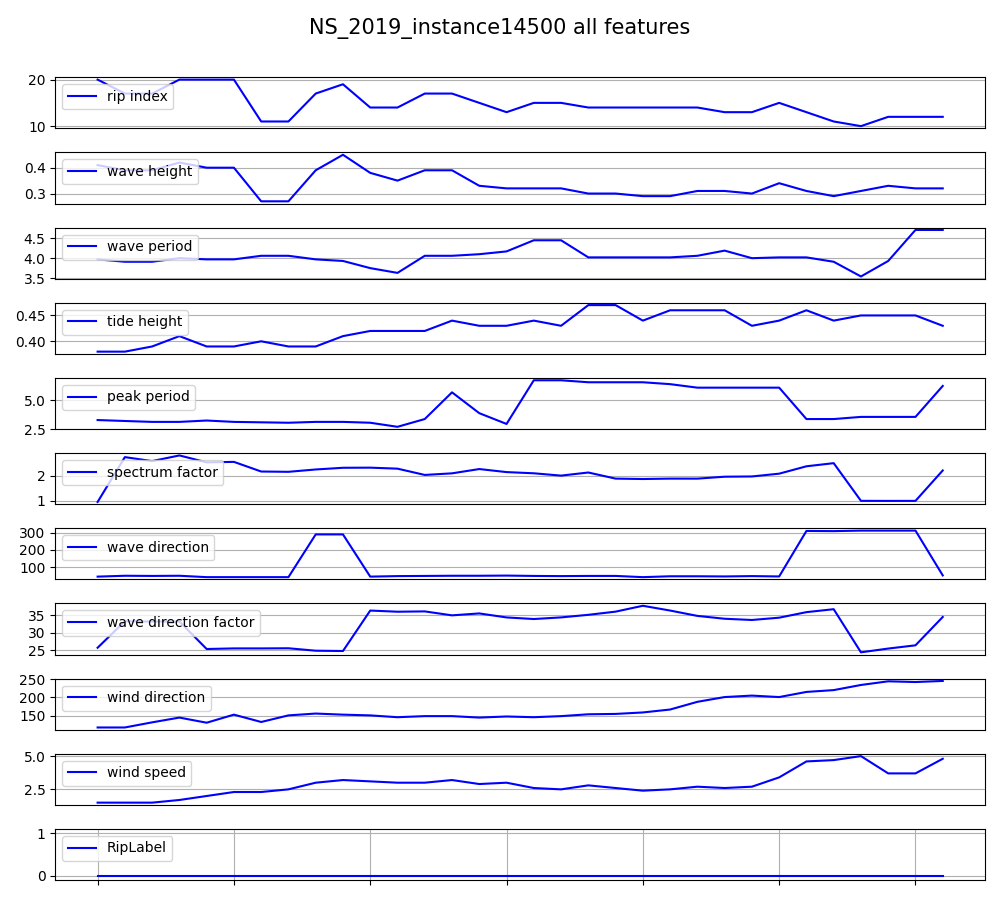 NS_2019_instance14500 all features
20
10
rip index
0.4
0.3
wave height
4.5
4.0
3.5
wave period
0.45
0.40
tide height
5.0
2.5
peak period
2
1
spectrum factor
300
200
100
wave direction
35
30
25
wave direction factor
250
200
150
wind direction
5.0
2.5
wind speed
1
0
RipLabel